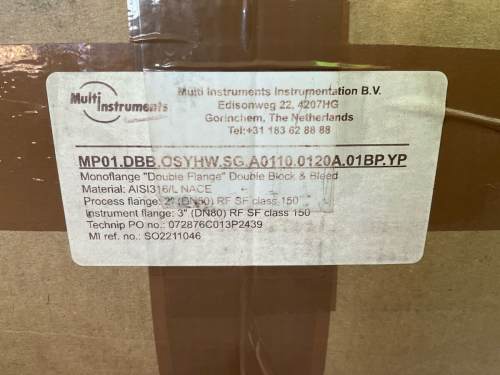 Multi Instruments
Multi Instruments Instrumentation B.V.
Edisonweg 22, 4207HG
Gorinchem, The Netherlands
Tel:+31 183 62 88 88
MP01.DBB.OSYHW.SG.A0110.0120A.01BP.YP
Monoflange "Double Flange" Double Block & Bleed
Material: AISI316/L NACE
Process flange: 2" (DN50) RF SF class 150
Instrument flange: 3" (DN80) RF SF class 150
Technip PO no.: 072876C013P2439
MI ref. no.: SO2211046